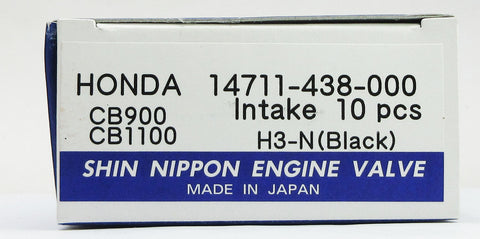 HONDA 14711-438-000
CB900 Intake 10 pcs
CB1100 H3-N(Black)
SHIN NIPPON ENGINE VALVE
MADE IN JAPAN